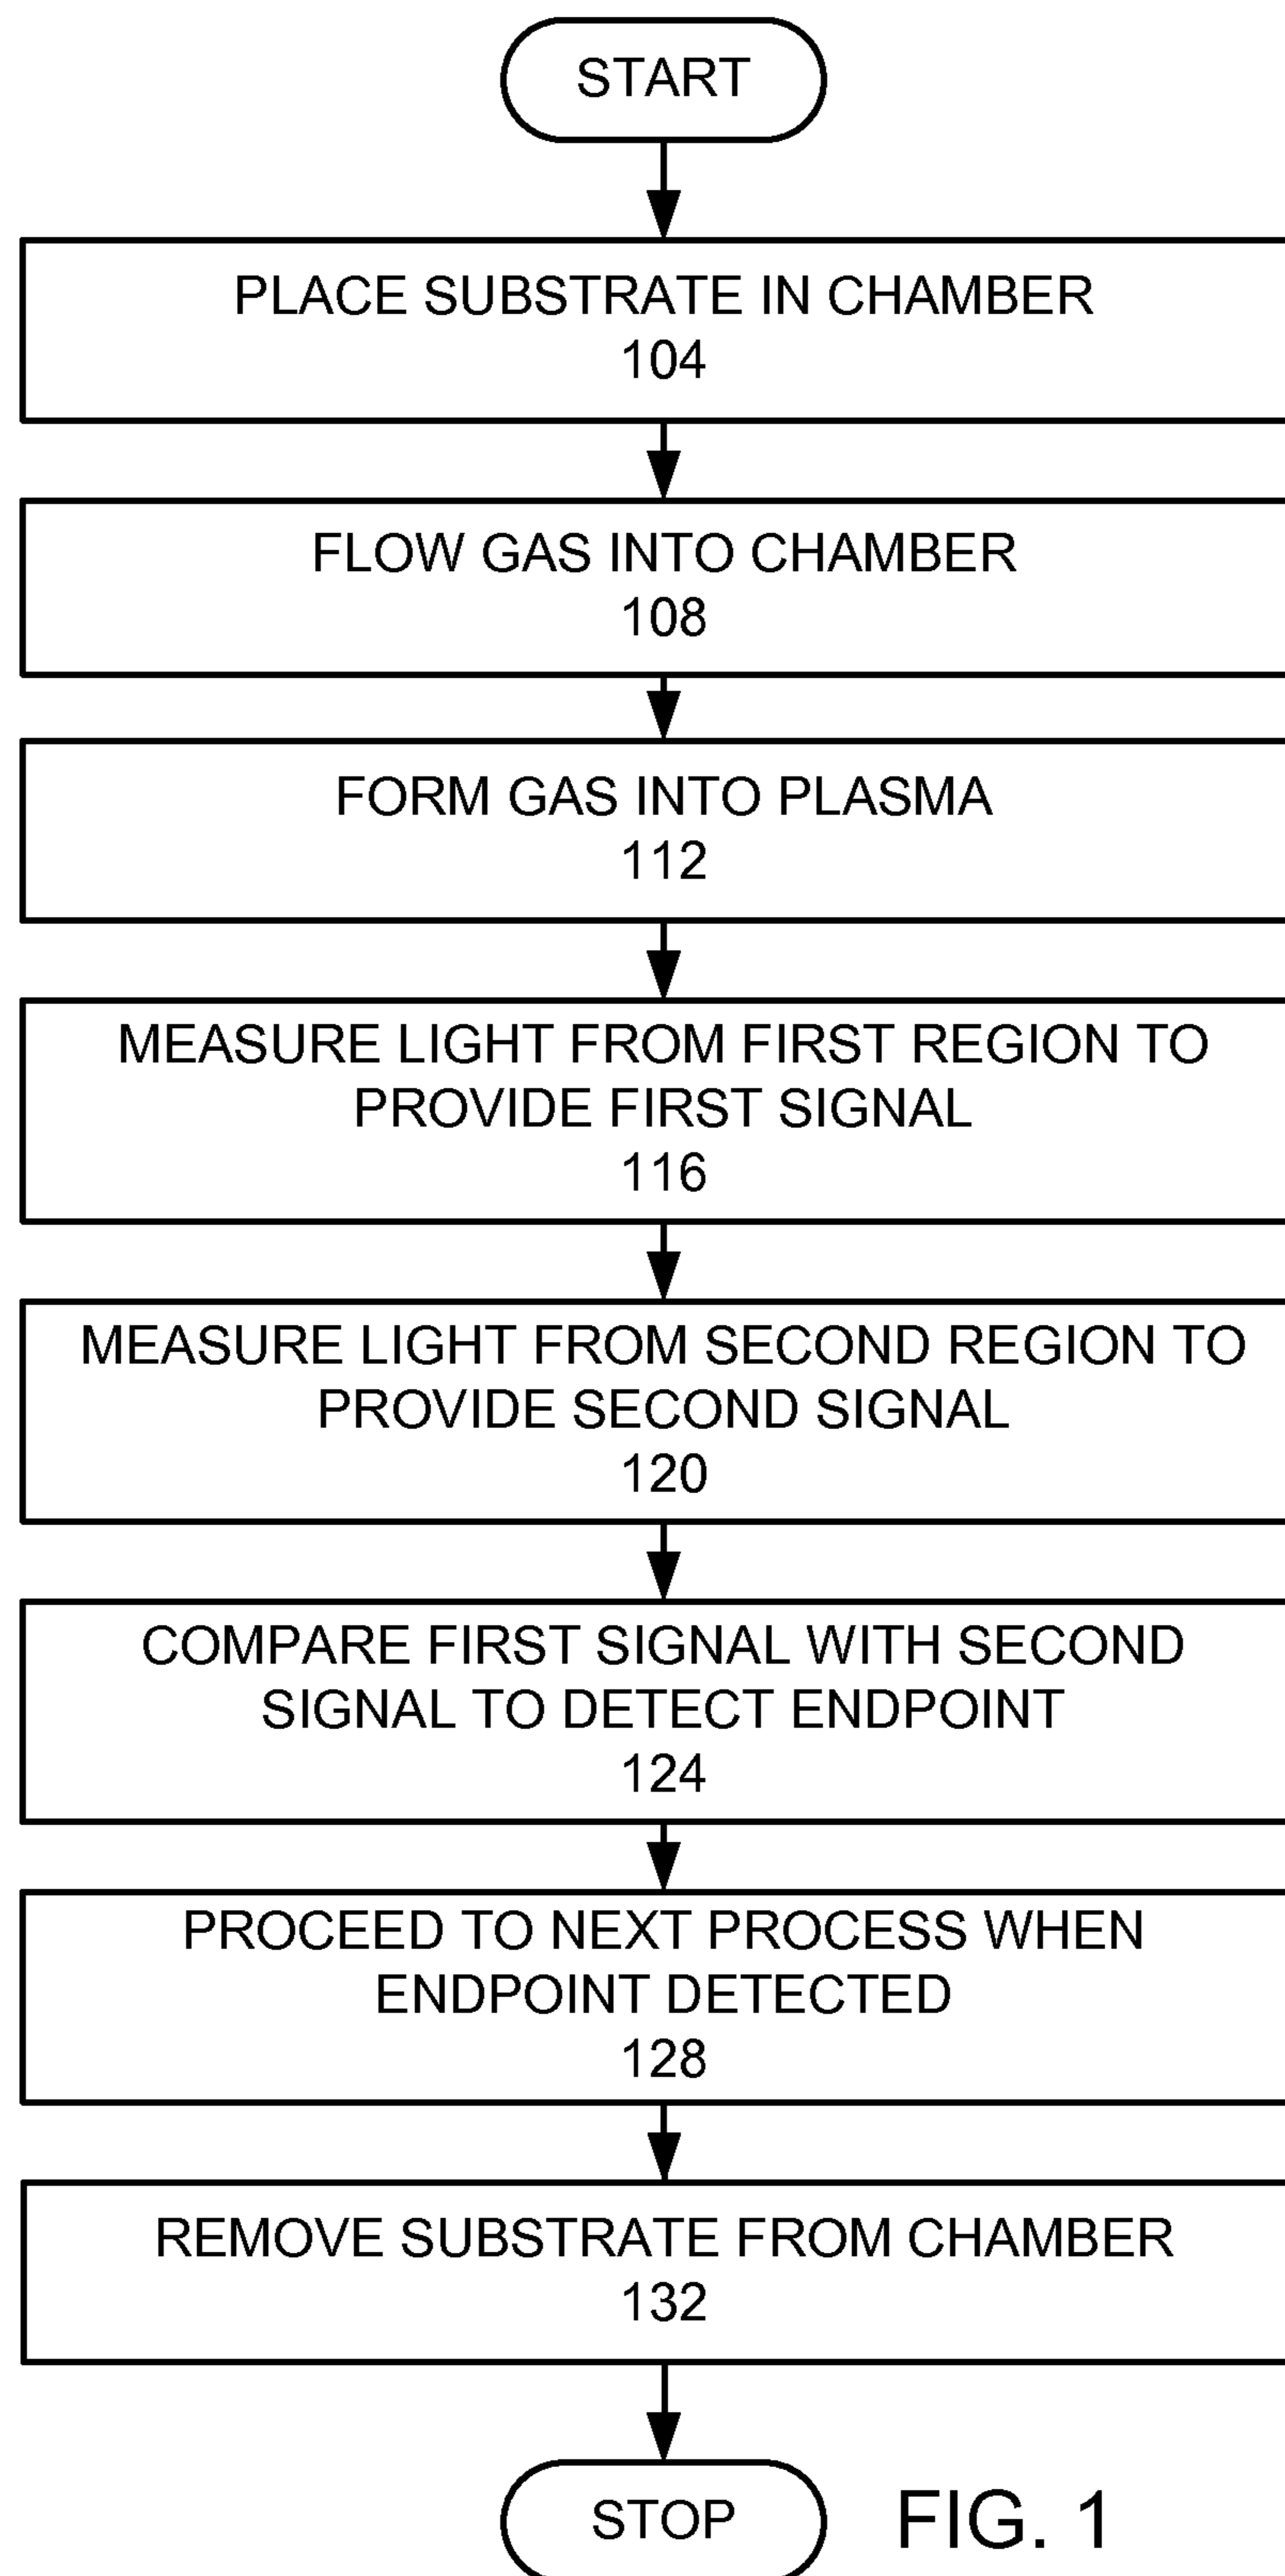 START
PLACE SUBSTRATE IN CHAMBER
104
FLOW GAS INTO CHAMBER
108
FORM GAS INTO PLASMA
112
MEASURE LIGHT FROM FIRST REGION TO
PROVIDE FIRST SIGNAL
116
MEASURE LIGHT FROM SECOND REGION TO
PROVIDE SECOND SIGNAL
120
COMPARE FIRST SIGNAL WITH SECOND
SIGNAL TO DETECT ENDPOINT
124
PROCEED TO NEXT PROCESS WHEN
ENDPOINT DETECTED
128
REMOVE SUBSTRATE FROM CHAMBER
132
STOP
FIG. 1